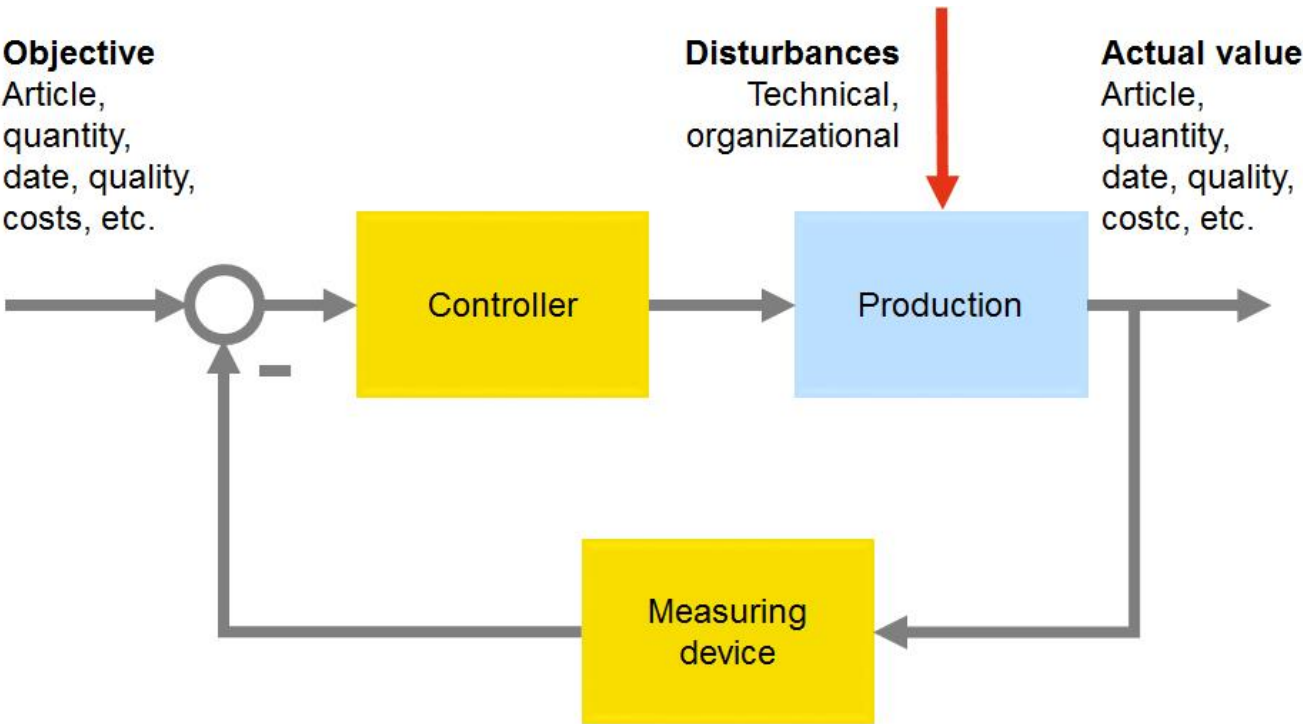 Objective
Article,
quantity,
date, quality,
costs, etc.
Disturbances
Technical,
organizational
Actual value
Article,
quantity,
date, quality,
costc, etc.
Controller
Production
Measuring
device